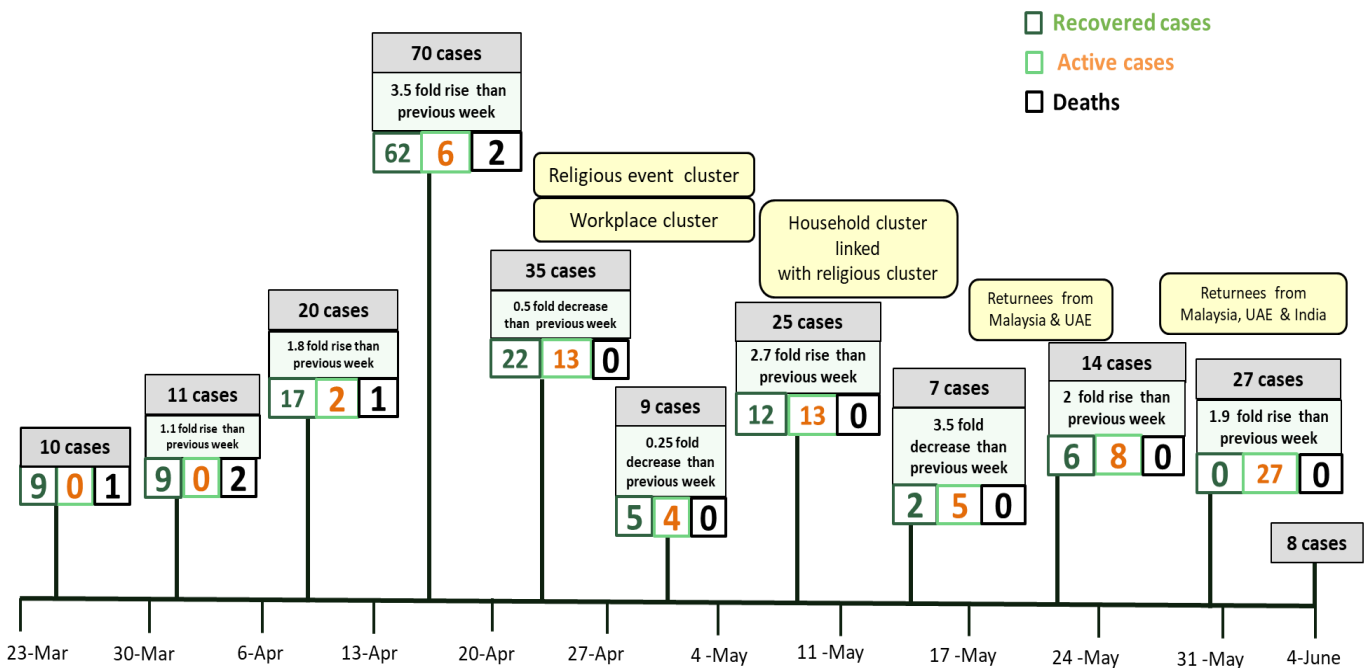 Recovered cases
Active cases
Deaths
70 cases
3.5 fold rise than
previous week
62 6 2
Religious event cluster
Workplace cluster
Household cluster
linked
with religious cluster
35 cases
0.5 fold decrease
than previous week
22 13 0
20 cases
1.8 fold rise than
previous week
17 2 1
25 cases
2.7 fold rise than
previous week
12 13 0
Returnees from
Malaysia & UAE
Returnees from
Malaysia, UAE & India
11 cases
1.1 fold rise than
previous week
9 0 2
10 cases
9 0 1
9 cases
0.25 fold
decrease than
previous week
5 4 0
7 cases
3.5 fold
decrease than
previous week
2 5 0
14 cases
2 fold rise than
previous week
6 8 0
27 cases
1.9 fold rise than
previous week
0 27 0
8 cases
23-Mar 30-Mar 6-Apr 13-Apr 20-Apr 27-Apr 4 -May 11-May 17-May 24-May 31-May 4-June